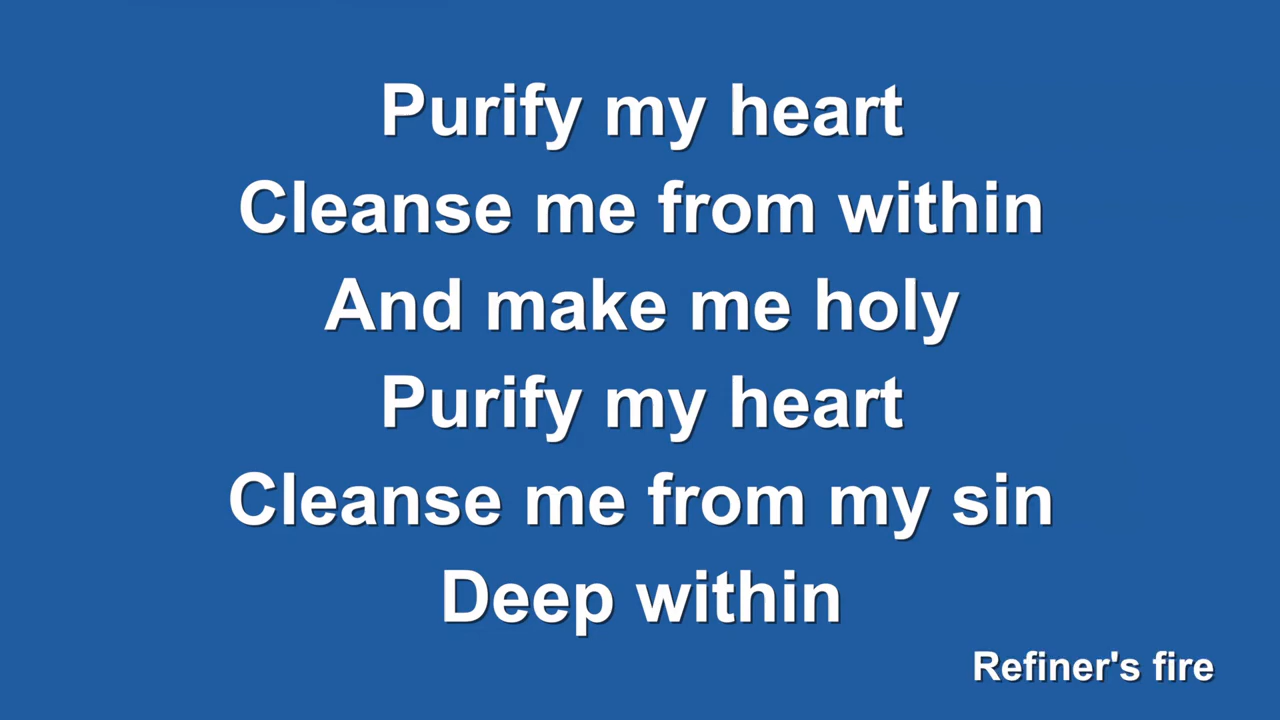 Purify my heart
Cleanse me from within
And make me holy
Purify my heart
Cleanse me from my sin
Deep within
Refiner's fire